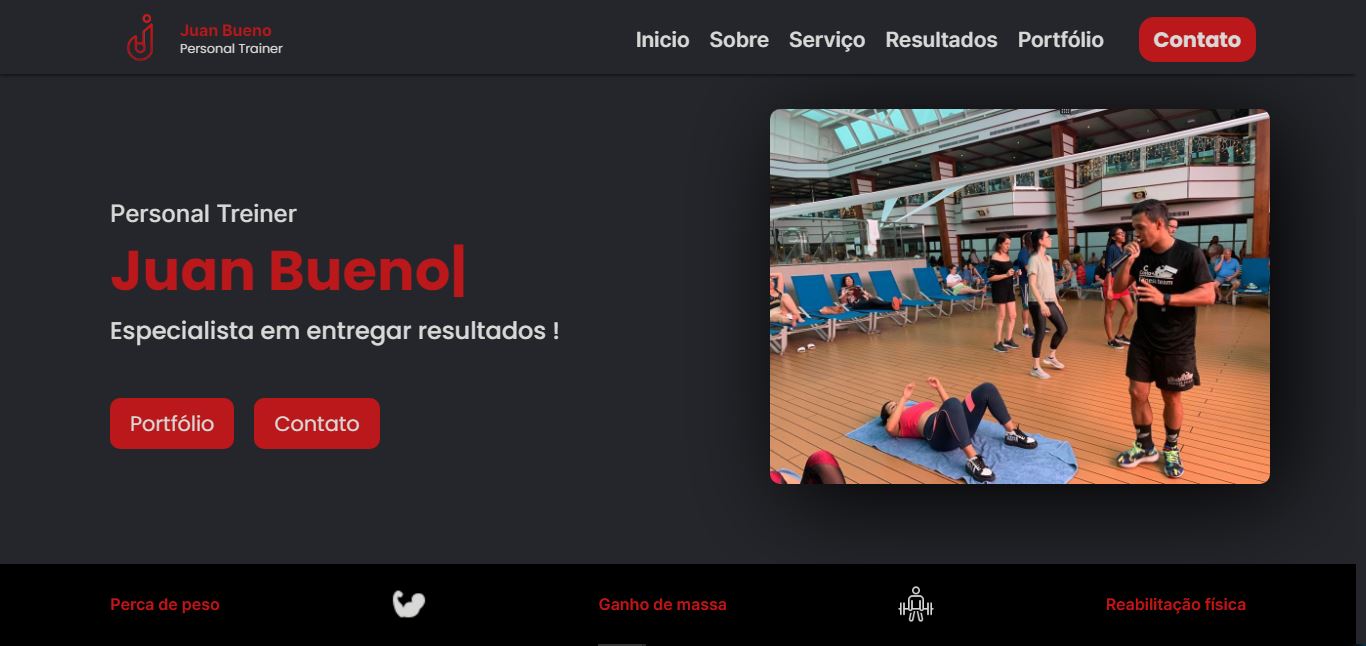 Juan Bueno
Personal Trainer
Inicio Sobre Serviço Resultados Portfólio Contato
Personal Treiner
Juan Bueno|
Especialista em entregar resultados !
Portfólio Contato
Perca de peso Ganho de massa Reabilitação física